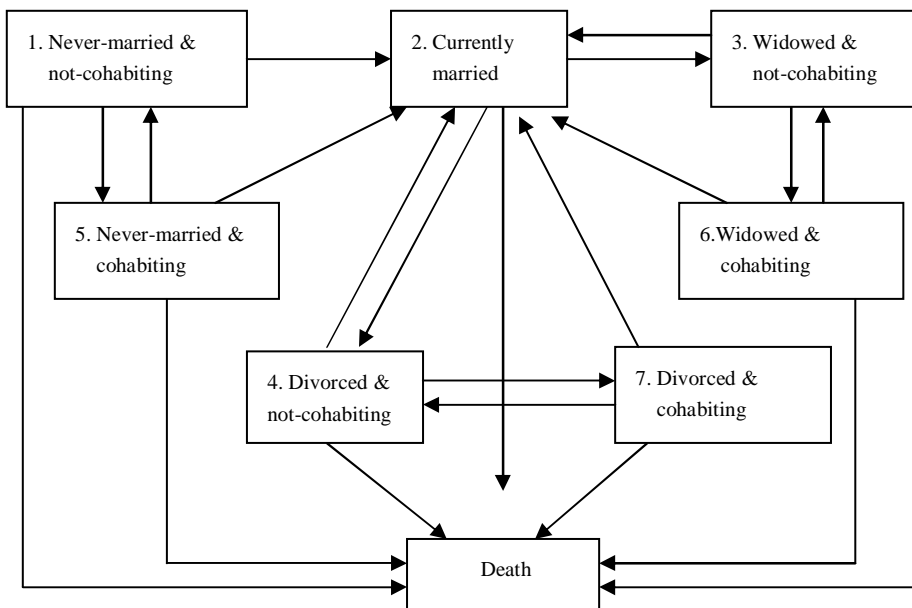 1. Never-married &
not-cohabiting
2. Currently
married
3. Widowed &
not-cohabiting
5. Never-married &
cohabiting
6.Widowed &
cohabiting
4. Divorced &
not-cohabiting
7. Divorced &
cohabiting
Death